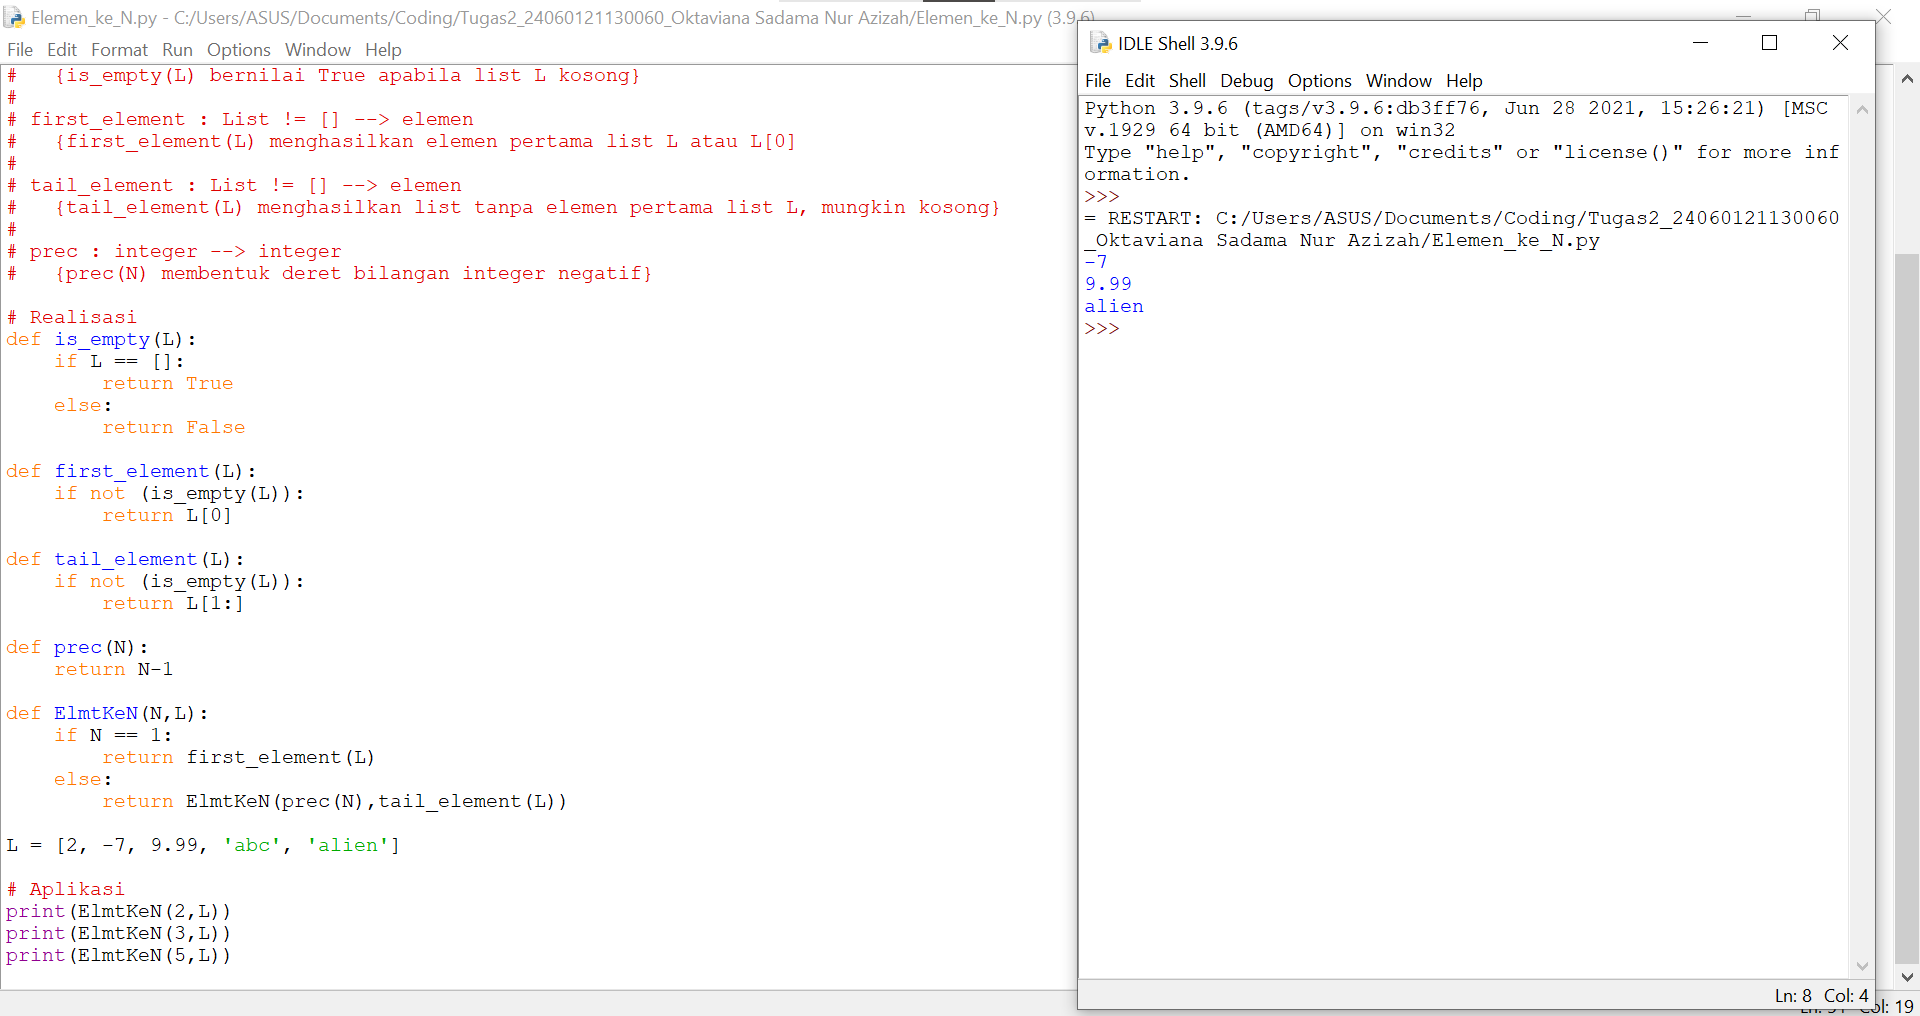 Elemen_ke_N.py - C:/Users/ASUS/Documents/Coding/Tugas2_24060121130060_Oktaviana Sadama Nur Azizah/Elemen_ke_N.py (3.9.6)
File Edit Format Run Options Window Help
#   {is_empty(L) bernilai True apabila list L kosong}
#
# first_element : List != [] --> elemen
#   {first_element(L) menghasilkan elemen pertama list L atau L[0]
#
# tail_element : List != [] --> elemen
#   {tail_element(L) menghasilkan list tanpa elemen pertama list L, mungkin kosong}
#
# prec : integer --> integer
#   {prec(N) membentuk deret bilangan integer negatif}

# Realisasi
def is_empty(L):
    if L == []:
        return True
    else:
        return False

def first_element(L):
    if not (is_empty(L)):
        return L[0]

def tail_element(L):
    if not (is_empty(L)):
        return L[1:]

def prec(N):
    return N-1

def ElmtKeN(N,L):
    if N == 1:
        return first_element(L)
    else:
        return ElmtKeN(prec(N),tail_element(L))

L = [2, -7, 9.99, 'abc', 'alien']

# Aplikasi
print(ElmtKeN(2,L))
print(ElmtKeN(3,L))
print(ElmtKeN(5,L))
IDLE Shell 3.9.6
File Edit Shell Debug Options Window Help
Python 3.9.6 (tags/v3.9.6:db3ff76, Jun 28 2021, 15:26:21) [MSC
v.1929 64 bit (AMD64)] on win32
Type "help", "copyright", "credits" or "license()" for more inf
ormation.
>>>
= RESTART: C:/Users/ASUS/Documents/Coding/Tugas2_24060121130060
_Oktaviana Sadama Nur Azizah/Elemen_ke_N.py
-7
9.99
alien
>>>
Ln: 8 Col: 4
Col: 19